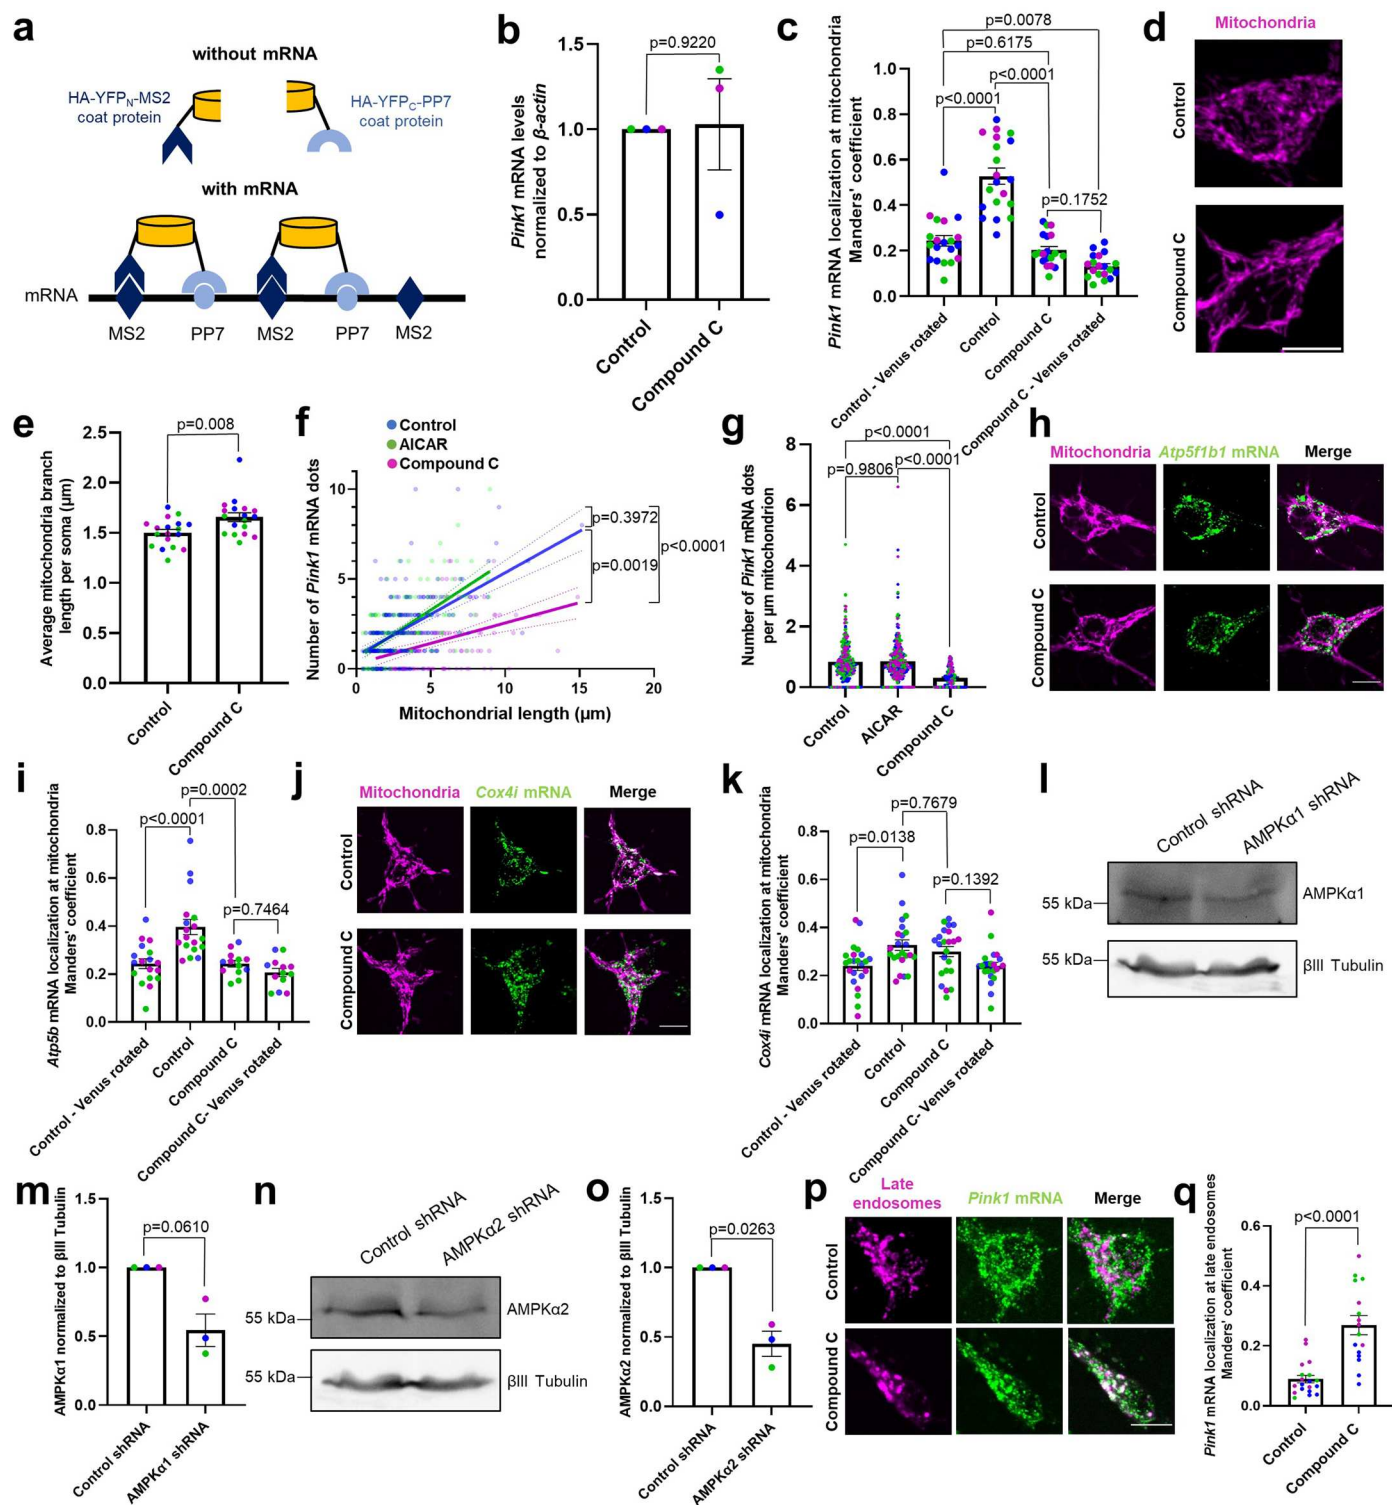 a
without mRNA
HA-YFPN-MS2
coat protein
HA-YFPC-PP7
coat protein
with mRNA
mRNA
MS2
PP7
MS2
PP7
MS2
b
Pink1 mRNA levels
normalized to β-actin
p=0.9220
1.5
1.0
0.5
0.0
Control
Compound C
c
Pink1 mRNA localization at mitochondria
Manders' coefficient
p=0.0078
p=0.6175
p<0.0001
p<0.0001
p=0.1752
1.0
0.8
0.6
0.4
0.2
0.0
Control - Venus rotated
Control
Compound C
Compound C - Venus rotated
d
Mitochondria
Control
Compound C
e
Average mitochondria branch
length per soma (µm)
p=0.008
2.5
2.0
1.5
1.0
0.5
0.0
Control
Compound C
f
Control
AICAR
Compound C
Number of Pink1 mRNA dots
10
5
0
p=0.3972
p=0.0019
p<0.0001
0
5
10
15
20
Mitochondrial length (µm)
g
Number of Pink1 mRNA dots
per µm mitochondrion
p<0.0001
p=0.9806
p<0.0001
8
6
4
2
0
Control
AICAR
Compound C
h
Mitochondria
Atp5f1b1 mRNA
Merge
Control
Compound C
i
Atp5b mRNA localization at mitochondria
Manders' coefficient
p=0.0002
p<0.0001
p=0.7464
0.8
0.6
0.4
0.2
0.0
Control - Venus rotated
Control
Compound C
Compound C- Venus rotated
j
Mitochondria
Cox4i mRNA
Merge
Control
Compound C
k
Cox4i mRNA localization at mitochondria
Manders' coefficient
p=0.7679
p=0.0138
p=0.1392
0.8
0.6
0.4
0.2
0.0
Control - Venus rotated
Control
Compound C
Compound C- Venus rotated
l
Control shRNA
AMPKα1 shRNA
55 kDa
AMPKα1
55 kDa
βIII Tubulin
m
AMPKα1 normalized to βIII Tubulin
p=0.0610
1.5
1.0
0.5
0.0
Control shRNA
AMPKα1 shRNA
n
Control shRNA
AMPKα2 shRNA
55 kDa
AMPKα2
55 kDa
βIII Tubulin
o
AMPKα2 normalized to βIII Tubulin
p=0.0263
1.5
1.0
0.5
0.0
Control shRNA
AMPKα2 shRNA
p
Late
endosomes
Pink1 mRNA
Merge
Control
Compound C
q
Pink1 mRNA localization at late endosomes
Manders' coefficient
p<0.0001
0.6
0.4
0.2
0.0
Control
Compound C